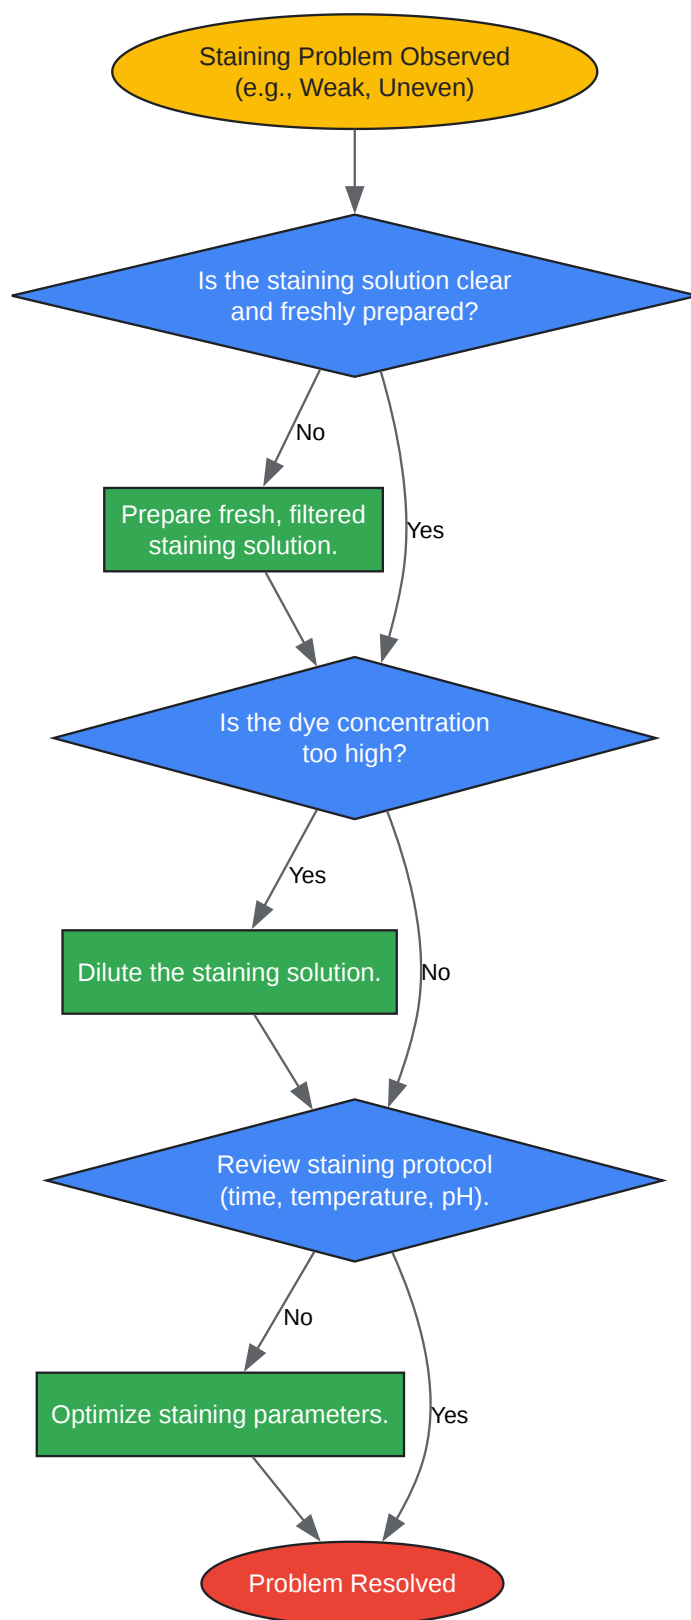 Staining Problem Observed
(e.g., Weak, Uneven)
Is the staining solution clear
and freshly prepared?
No
Yes
Prepare fresh, filtered
staining solution.
Is the dye concentration
too high?
Yes
No
Dilute the staining solution.
Review staining protocol
(time, temperature, pH).
No
Yes
Optimize staining parameters.
Problem Resolved